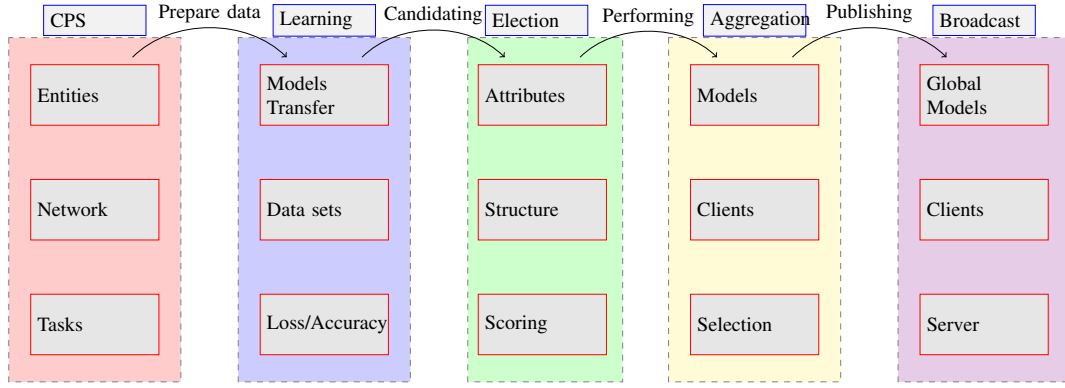 Prepare data
Candidating
Performing
Publishing
CPS
Learning
Election
Aggregation
Broadcast
Entities
Models
Transfer
Attributes
Models
Global
Models
Network
Data sets
Structure
Clients
Clients
Tasks
Loss/Accuracy
Scoring
Selection
Server